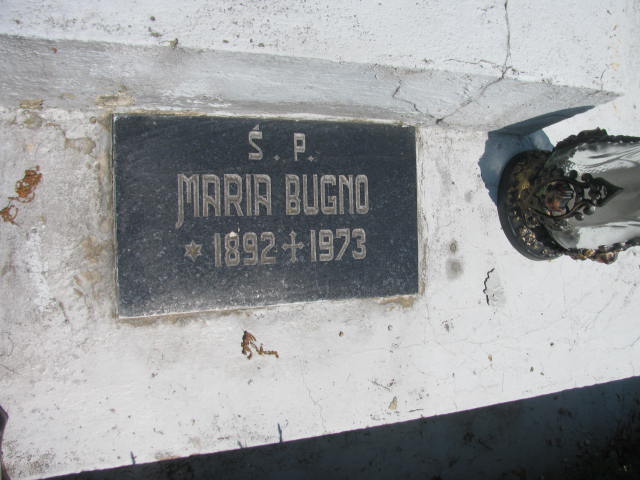 Ś. P.
MARIA BUGNO
* 1892 ✝ 1973